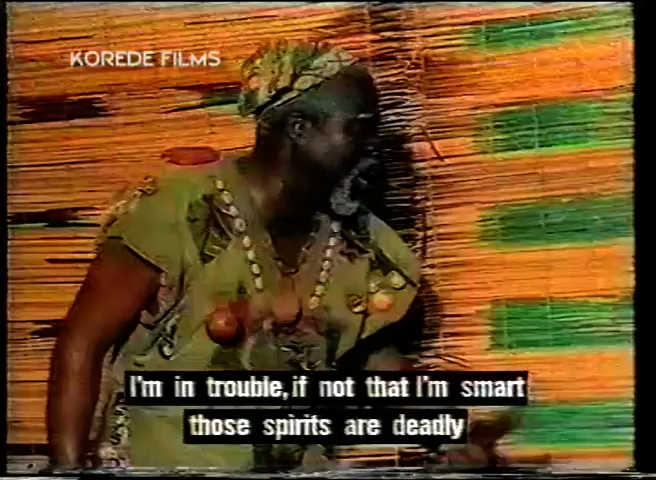 KOREDE FILMS
I'm in trouble,if not that I'm smart
those spirits are deadly